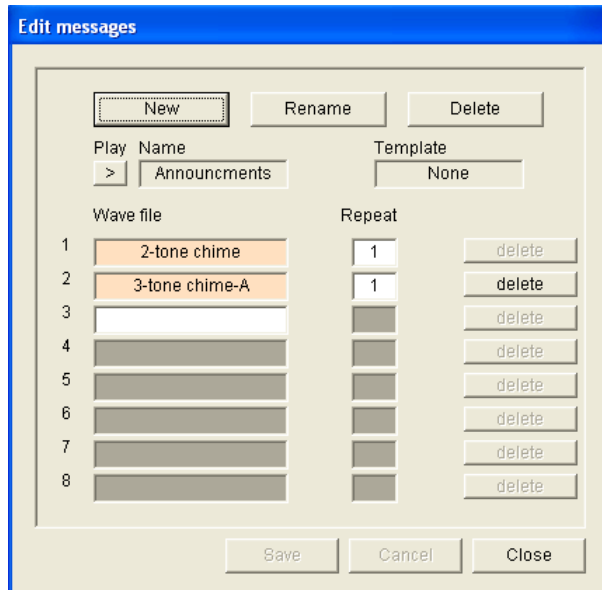 Edit messages
New Rename Delete
Play Name Template
> Announcments None
Wave file Repeat
1 2-tone chime 1 delete
2 3-tone chime-A 1 delete
3 delete
4 delete
5 delete
6 delete
7 delete
8 delete
Save Cancel Close